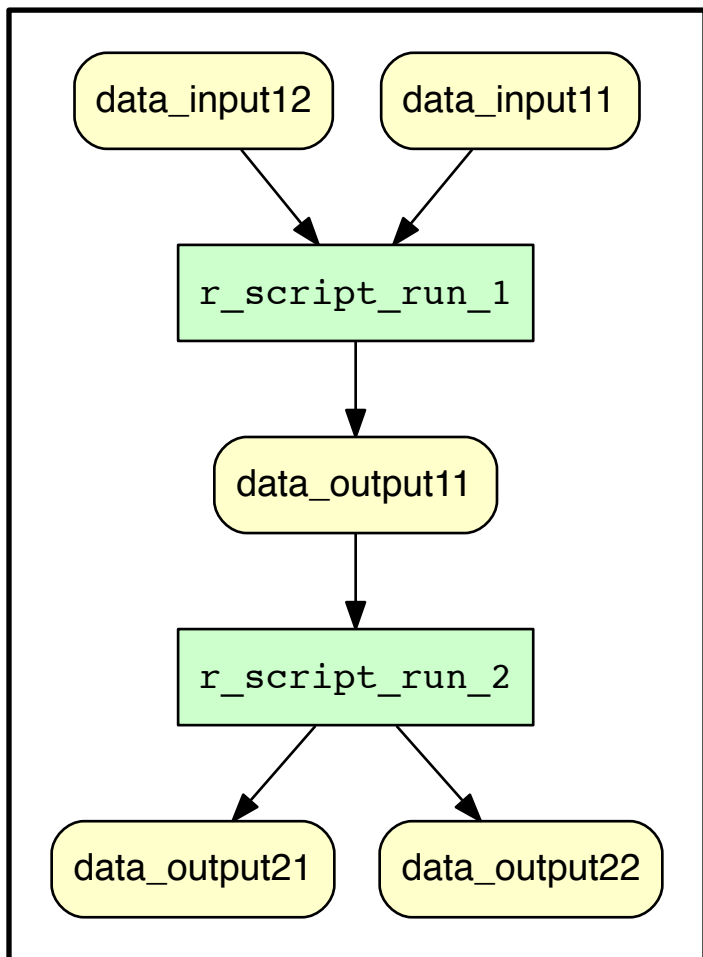 data_input12 data_input11
r_script_run_1
data_output11
r_script_run_2
data_output21 data_output22